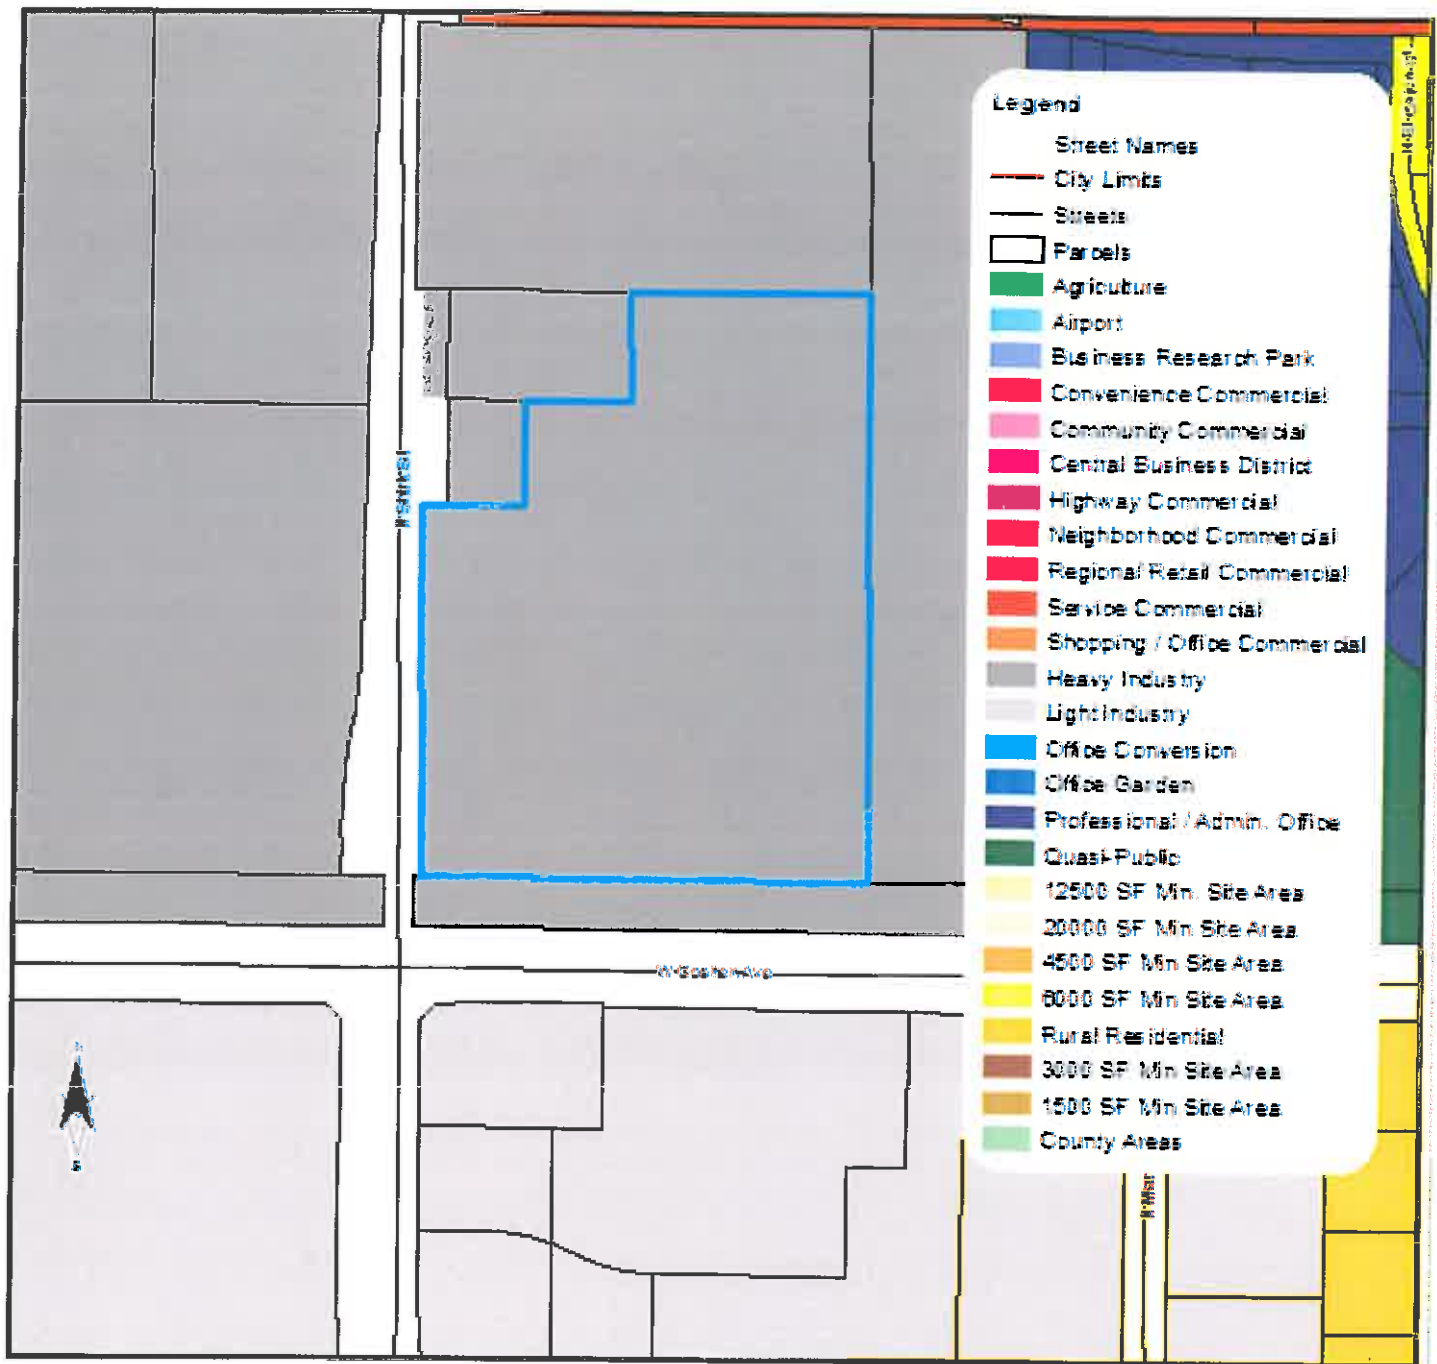 Legend
Street Names
City Limits
Streets
Parcels
Agriculture
Airport
Business Research Park
Convenience Commercial
Community Commercial
Central Business District
Highway Commercial
Neighborhood Commercial
Regional Retail Commercial
Service Commercial
Shopping / Office Commercial
Heavy Industry
Light Industry
Office Conversion
Office Garden
Professional / Admin. Office
Quasi-Public
12500 SF Min. Site Area
20000 SF Min Site Area
4500 SF Min Site Area
6000 SF Min Site Area
Rural Residential
3000 SF Min Site Area
1500 SF Min Site Area
County Areas
N Shirk St
W Goshen Ave